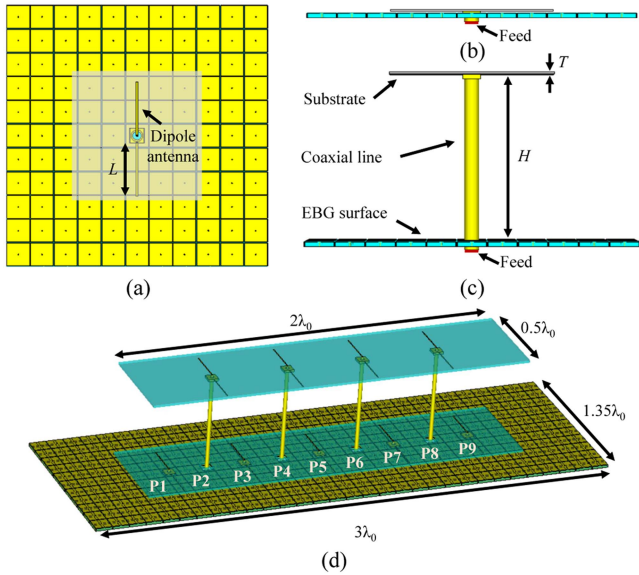 Dipole
antenna
L
(a)
Feed
(b)
Substrate
T
Coaxial line
H
EBG surface
Feed
(c)
2λ₀
0.5λ₀
1.35λ₀
P1 P2 P3 P4 P5 P6 P7 P8 P9
3λ₀
(d)